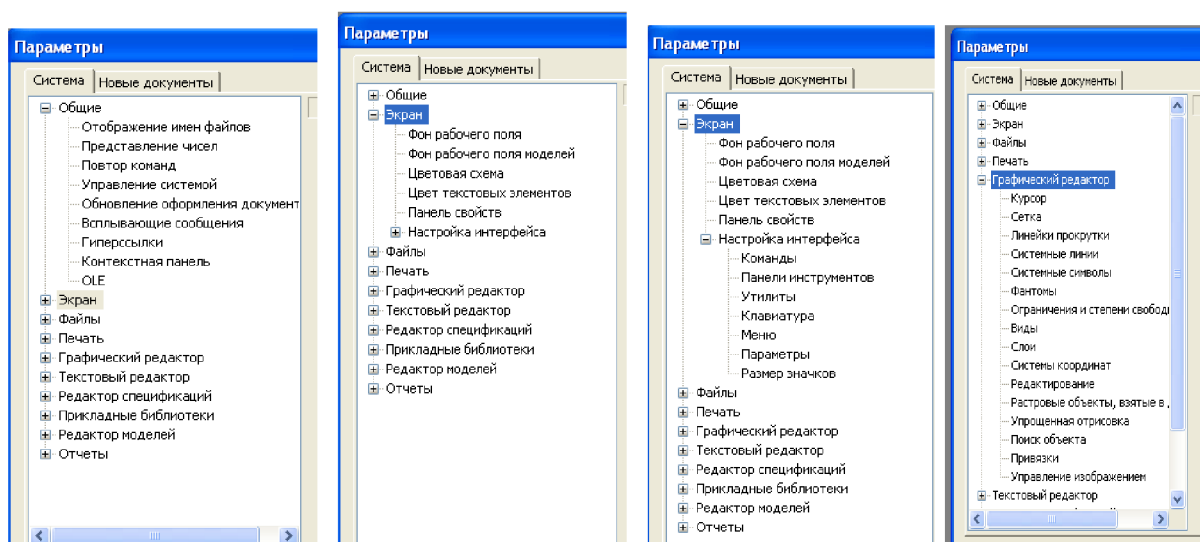 Параметры
Система
Новые документы
Общие
Отображение имен файлов
Представление чисел
Повтор команд
Управление системой
Обновление оформления документ
Всплывающие сообщения
Гиперссылки
Контекстная панель
OLE
Экран
Файлы
Печать
Графический редактор
Текстовый редактор
Редактор спецификаций
Прикладные библиотеки
Редактор моделей
Отчеты
Параметры
Система
Новые документы
Общие
Экран
Фон рабочего поля
Фон рабочего поля моделей
Цветовая схема
Цвет текстовых элементов
Панель свойств
Настройка интерфейса
Файлы
Печать
Графический редактор
Текстовый редактор
Редактор спецификаций
Прикладные библиотеки
Редактор моделей
Отчеты
Параметры
Система
Новые документы
Общие
Экран
Фон рабочего поля
Фон рабочего поля моделей
Цветовая схема
Цвет текстовых элементов
Панель свойств
Настройка интерфейса
Команды
Панели инструментов
Утилиты
Клавиатура
Меню
Параметры
Размер значков
Файлы
Печать
Графический редактор
Текстовый редактор
Редактор спецификаций
Прикладные библиотеки
Редактор моделей
Отчеты
Параметры
Система
Новые документы
Общие
Экран
Файлы
Печать
Графический редактор
Курсор
Сетка
Линейки прокрутки
Системные линии
Системные символы
Фантомы
Ограничения и степени свободы
Виды
Слои
Системы координат
Редактирование
Растровые объекты, взятые в
Упрощенная отрисовка
Поиск объекта
Привязки
Управление изображением
Текстовый редактор